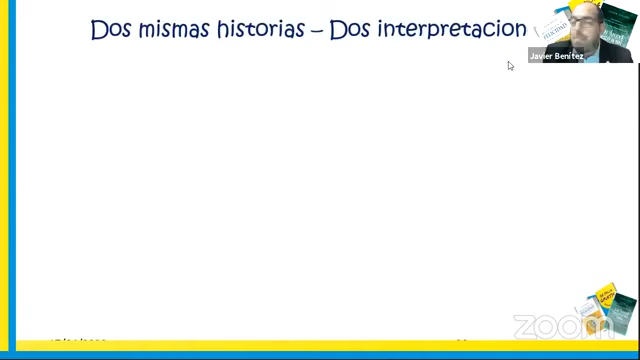 Dos mismas historias – Dos interpretacion
Javier Benítez
zoom